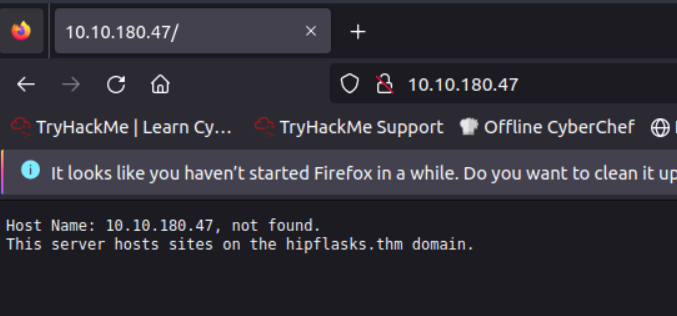 10.10.180.47/
10.10.180.47
TryHackMe | Learn Cy... TryHackMe Support Offline CyberChef
It looks like you haven't started Firefox in a while. Do you want to clean it up
Host Name: 10.10.180.47, not found.
This server hosts sites on the hipflasks.thm domain.